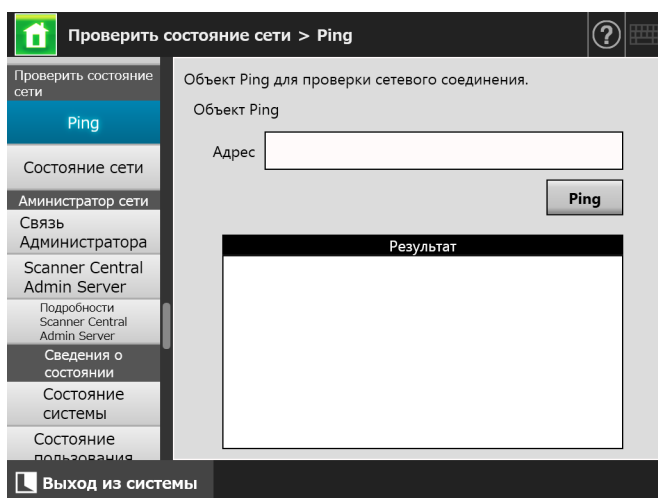 Проверить состояние сети > Ping
?
Проверить состояние
сети
Ping
Состояние сети
Аминистратор сети
Связь
Администратора
Scanner Central
Admin Server
Подробности
Scanner Central
Admin Server
Сведения о
состоянии
Состояние
системы
Состояние
пользования
Объект Ping для проверки сетевого соединения.
Объект Ping
Адрес
Ping
Результат
Выход из системы